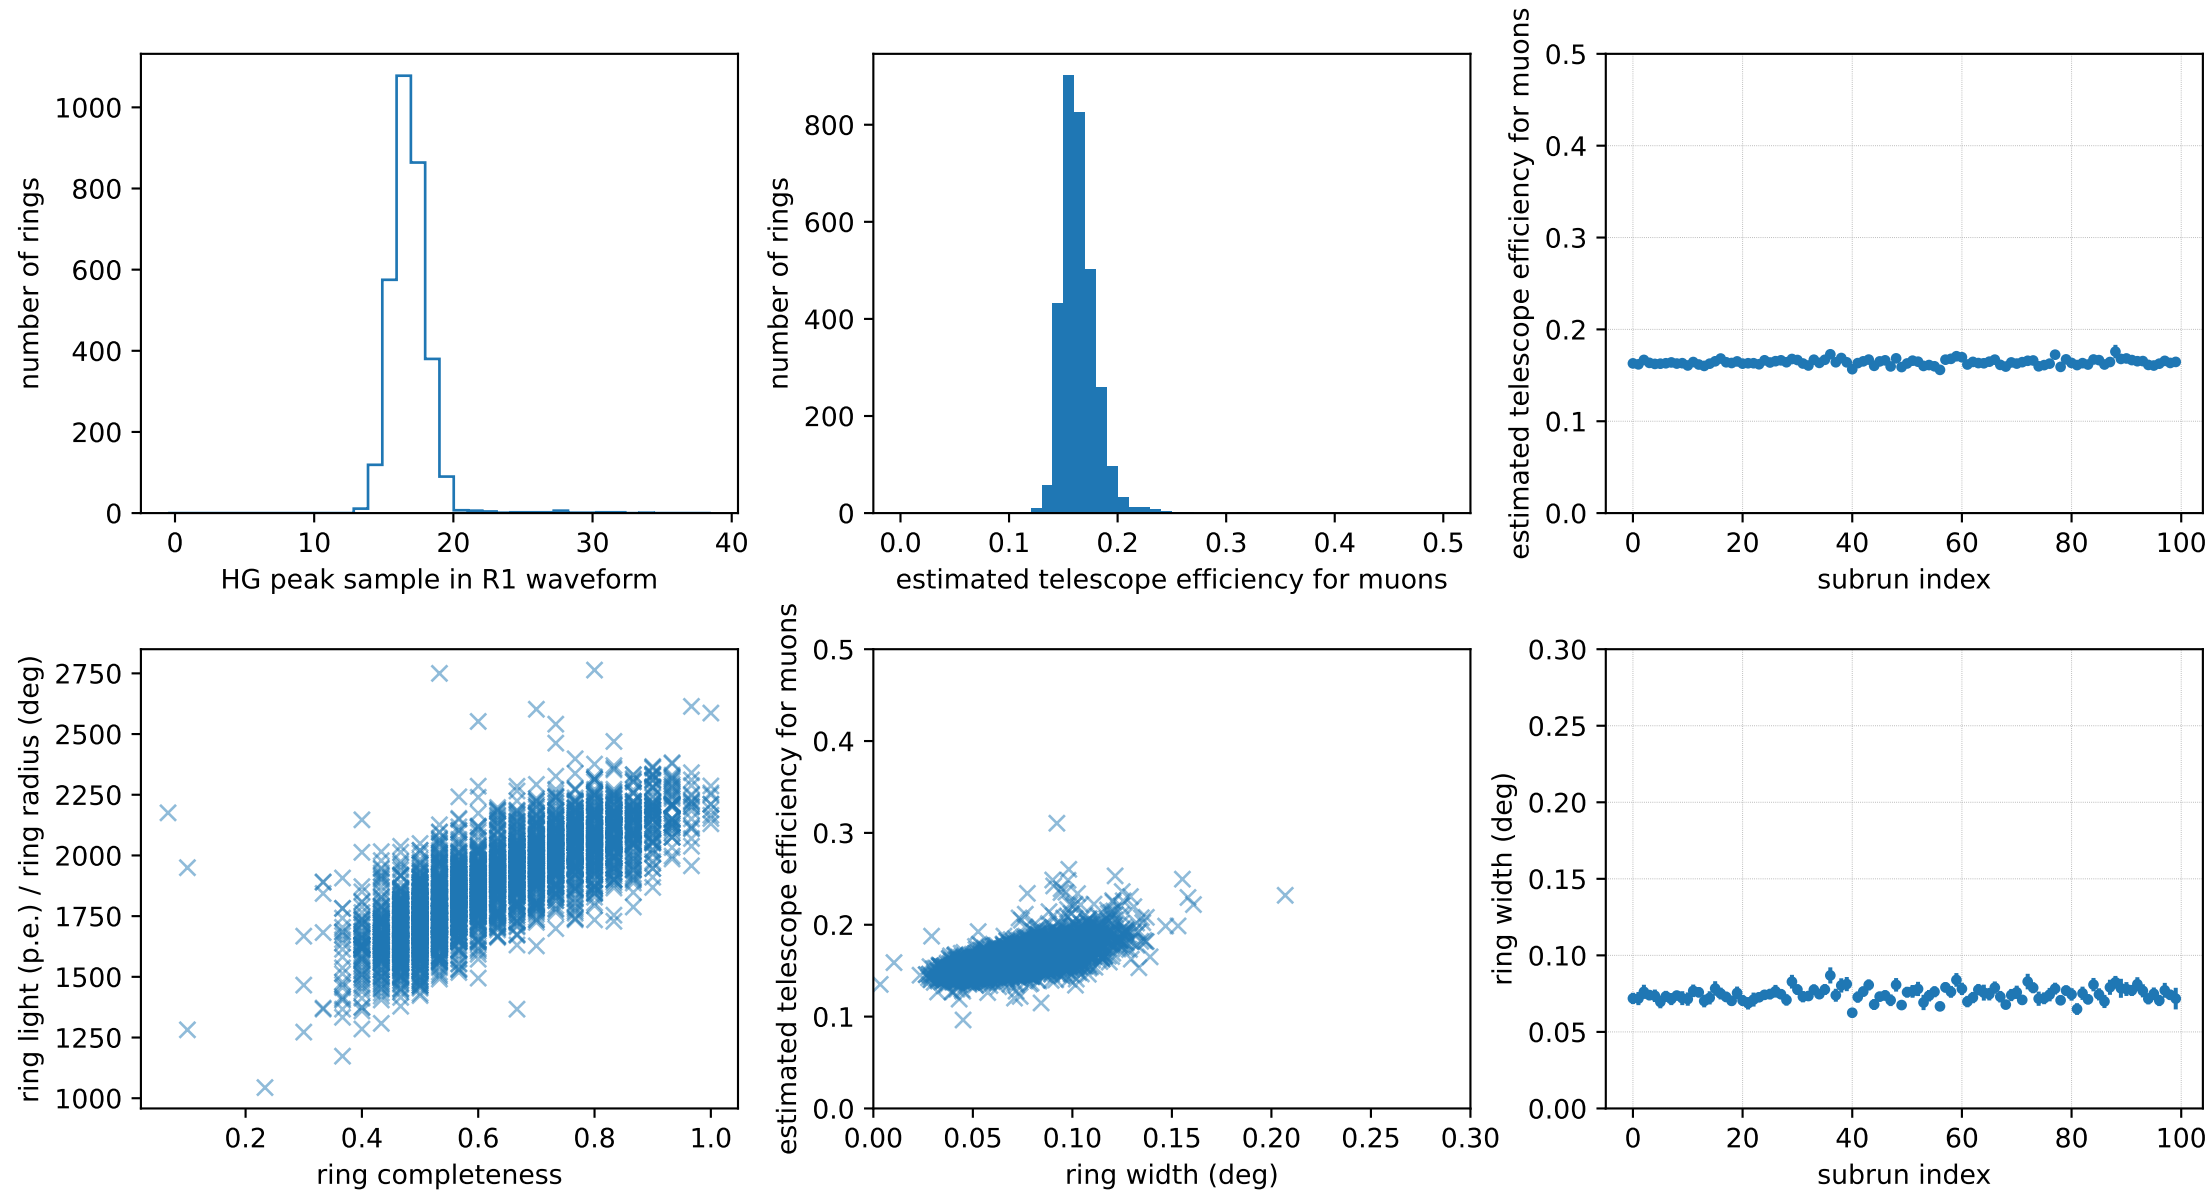 number of rings
1000
800
600
400
200
0
0 10 20 30 40
HG peak sample in R1 waveform
number of rings
800
600
400
200
0
0.0 0.1 0.2 0.3 0.4 0.5
estimated telescope efficiency for muons
estimated telescope efficiency for muons
0.5
0.4
0.3
0.2
0.1
0.0
0 20 40 60 80 100
subrun index
ring light (p.e.) / ring radius (deg)
2750
2500
2250
2000
1750
1500
1250
1000
0.2 0.4 0.6 0.8 1.0
ring completeness
estimated telescope efficiency for muons
0.5
0.4
0.3
0.2
0.1
0.0
0.00 0.05 0.10 0.15 0.20 0.25 0.30
ring width (deg)
ring width (deg)
0.30
0.25
0.20
0.15
0.10
0.05
0.00
0 20 40 60 80 100
subrun index